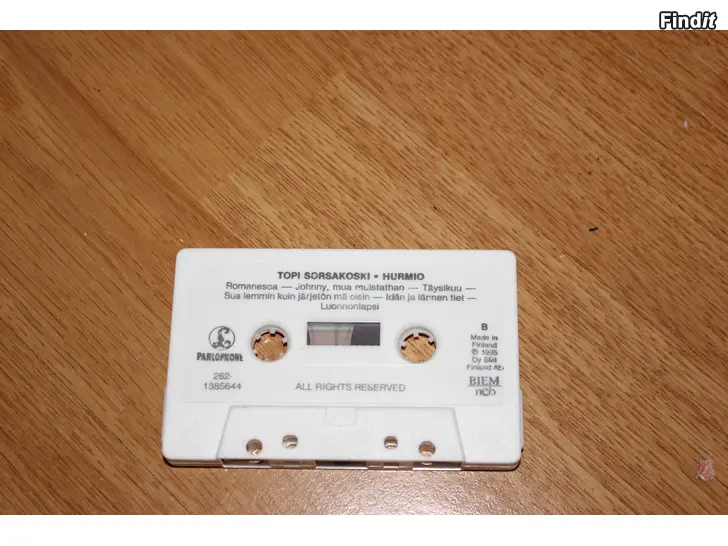 Findit
TOPI SORSAKOSKI • HURMIO
Romanesca — Johnny, mua muistathan — Täysikuu —
Sua lemmin kuin järjetön mä oisin — Idän ja lännen tiet —
Luonnonlapsi
B
Made in
Finland
℗ 1985
Oy EMI
Finland Ab
PARLOPHONE
262-
1385644
ALL RIGHTS RESERVED
BIEM
ncb